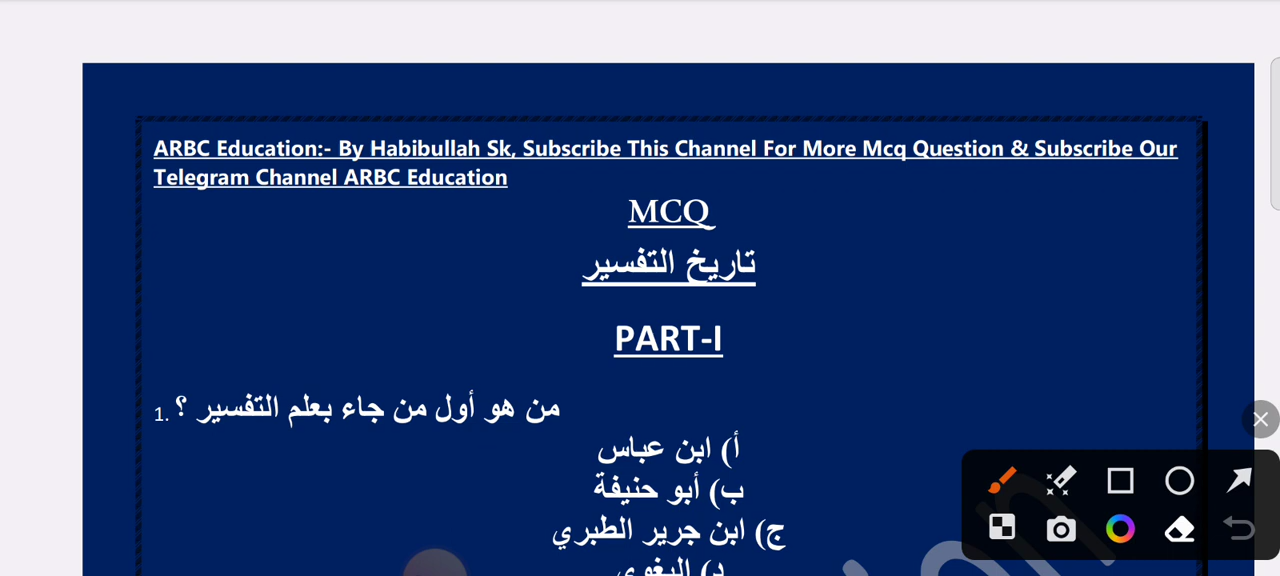 ARBC Education:- By Habibullah Sk, Subscribe This Channel For More Mcq Question & Subscribe Our
Telegram Channel ARBC Education
MCQ
تاريخ التفسير
PART-I
1. من هو أول من جاء بعلم التفسير ؟
أ) ابن عباس
ب) أبو حنيفة
ج) ابن جرير الطبري
د) البغوي